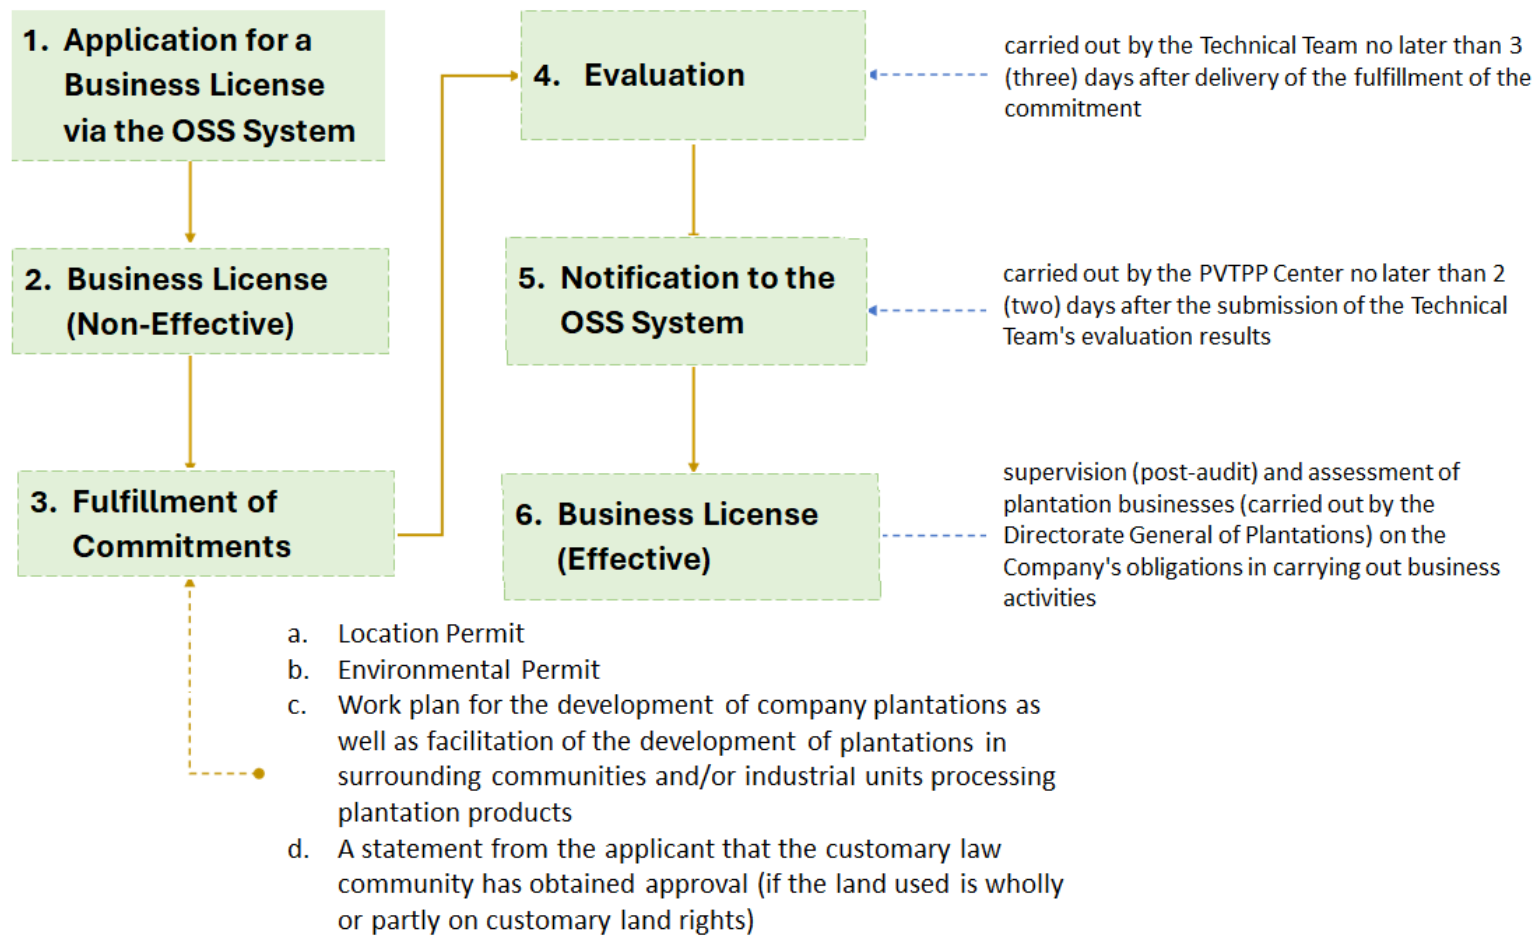 1. Application for a
Business License
via the OSS System
2. Business License
(Non-Effective)
3. Fulfillment of
Commitments
a. Location Permit
b. Environmental Permit
c. Work plan for the development of company plantations as
well as facilitation of the development of plantations in
surrounding communities and/or industrial units processing
plantation products
d. A statement from the applicant that the customary law
community has obtained approval (if the land used is wholly
or partly on customary land rights)
4. Evaluation
carried out by the Technical Team no later than 3
(three) days after delivery of the fulfillment of the
commitment
5. Notification to the
OSS System
carried out by the PVTPP Center no later than 2
(two) days after the submission of the Technical
Team's evaluation results
6. Business License
(Effective)
supervision (post-audit) and assessment of
plantation businesses (carried out by the
Directorate General of Plantations) on the
Company's obligations in carrying out business
activities